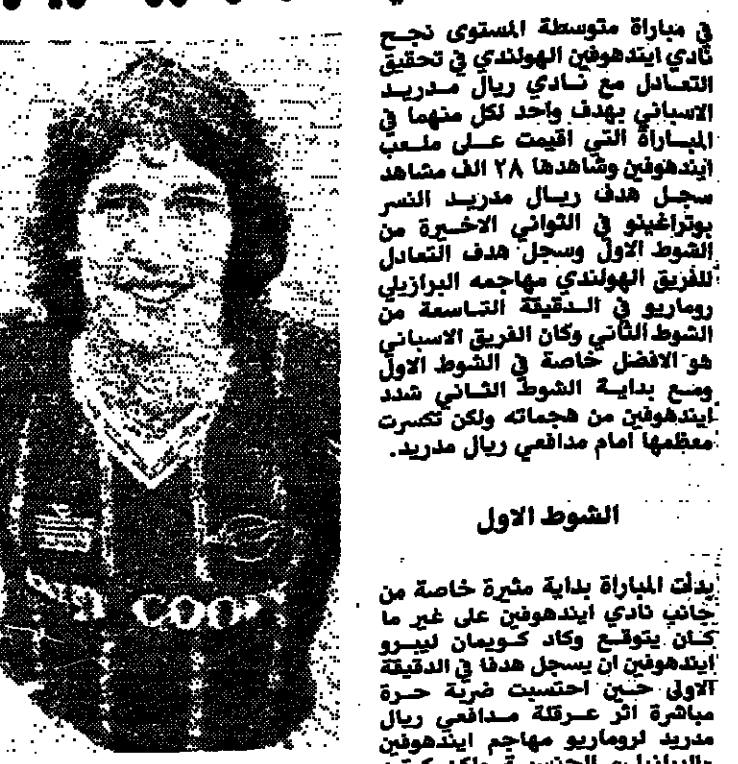 في مباراة متوسطة المستوى نجح
نادي ايندهوفين الهولندي في تحقيق
التعادل مع نادي ريال مدريد
الاسباني بهدف واحد لكل منهما في
المباراة التي اقيمت على ملعب
ايندهوفين وشاهدها ٢٨ الف مشاهد
سجل هدف ريال مدريد النسر
بوتراغينو في الثواني الاخيرة من
الشوط الاول وسجل هدف التعادل
للفريق الهولندي مهاجمه البرازيلي
روماريو في الدقيقة التاسعة من
الشوط الثاني وكان الفريق الاسباني
هو الافضل خاصة في الشوط الاول
ومع بداية الشوط الثاني شدد
ايندهوفين من هجماته ولكن تكسرت
معظمها امام مدافعي ريال مدريد.
الشوط الاول
بدأت المباراة بداية مثيرة خاصة من
جانب نادي ايندهوفين على غير ما
كان يتوقع وكاد كويمان ليبرو
ايندهوفين ان يسجل هدفا في الدقيقة
الاولى حين احتسبت ضربة حرة
مباشرة اثر عرقلة مدافعي ريال
مدريد لروماريو مهاجم ايندهوفين